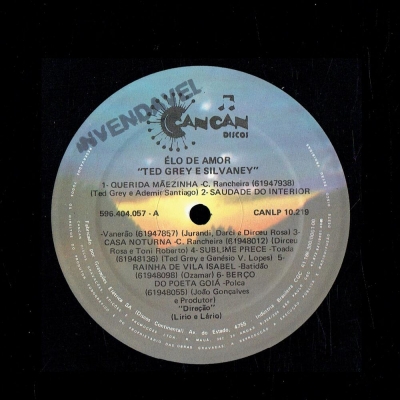 INVENDAVEL
CANCAN
DISCOS
ÉLO DE AMOR
"TED GREY E SILVANEY"
1- QUERIDA MÃEZINHA -C. Rancheira (61947938)
(Ted Grey e Ademir Santiago) 2- SAUDADE DO INTERIOR
596.404.057 - A
CANLP 10.219
-Vanerão (61947857) (Jurandi, Darci e Dirceu Rosa) 3-
CASA NOTURNA - C. Rancheira (61948012) (Dirceu
Rosa e Toni Roberto) 4- SUBLIME PRECE -Toada
(61948136) (Ted Grey e Genésio V. Lopes) 5-
RAINHA DE VILA ISABEL -Batidão
(61948098) (Ozamar) 6- BERÇO
DO POETA GOIÁ -Polca
(61948055) (João Gonçalves
e Produtor)
"Direção"
(Lirio e Lário)